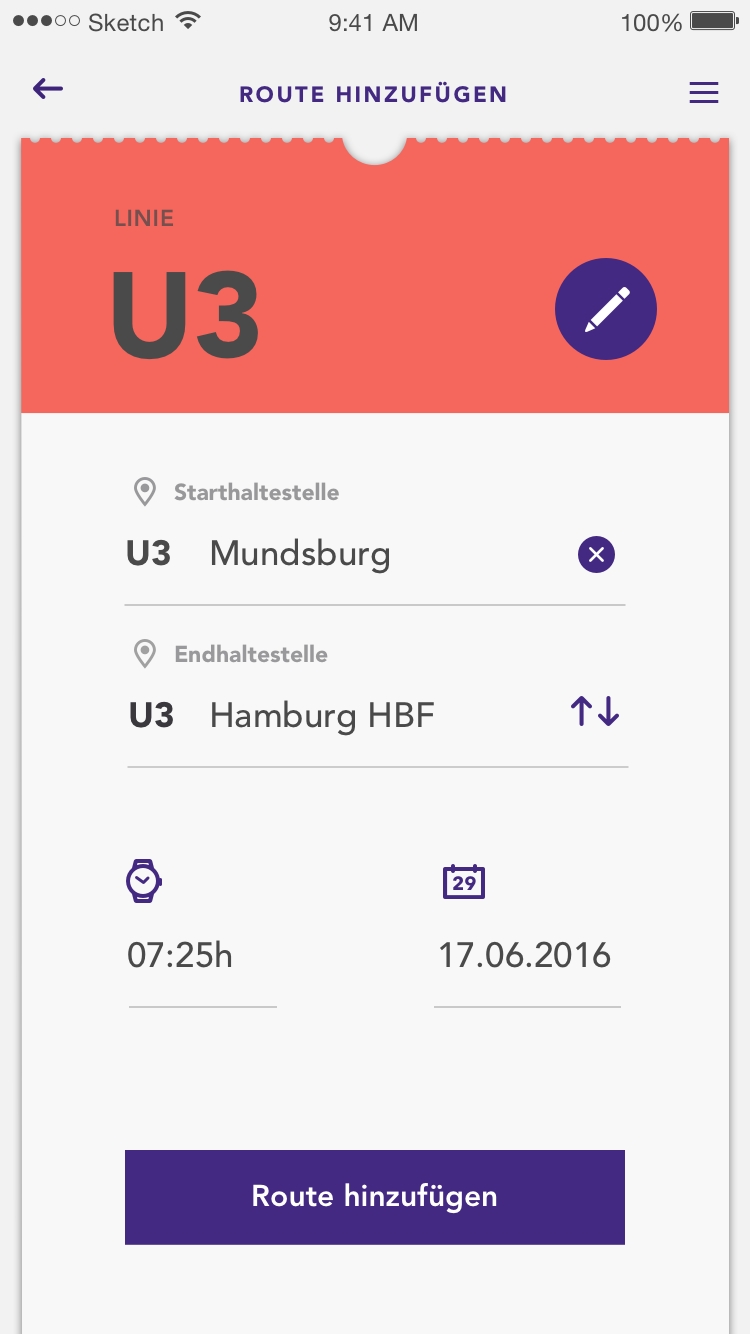 Sketch 9:41 AM 100%
ROUTE HINZUFÜGEN
LINIE
U3
Starthaltestelle
U3 Mundsburg
Endhaltestelle
U3 Hamburg HBF
29
07:25h 17.06.2016
Route hinzufügen